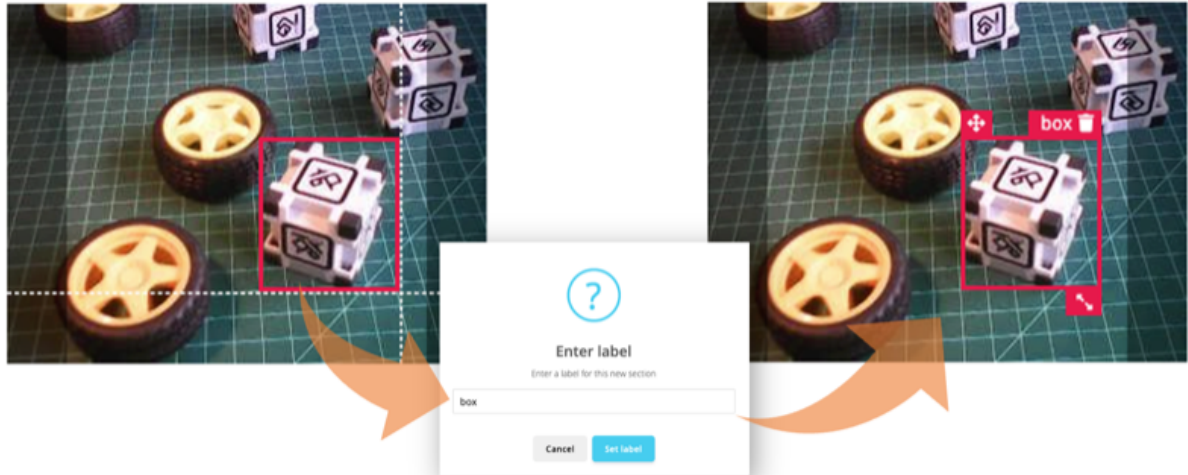 box
?
Enter label
Enter a label for this new section
box
Cancel
Set label